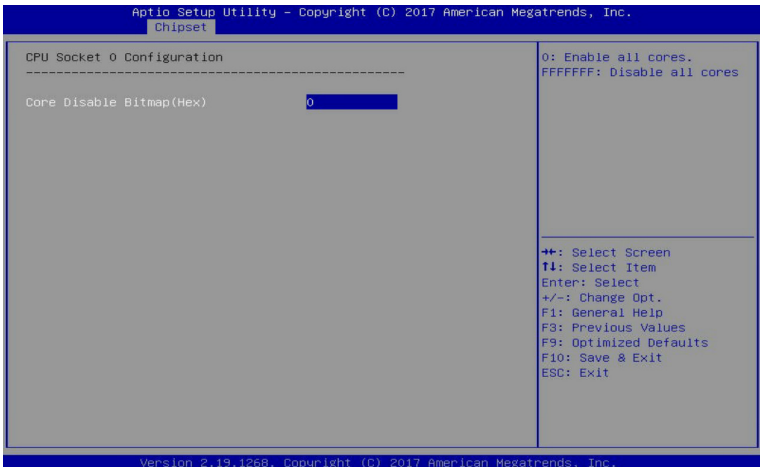 Aptio Setup Utility – Copyright (C) 2017 American Megatrends, Inc.
Chipset
CPU Socket 0 Configuration
--------------------------------------------------
Core Disable Bitmap(Hex) 0
0: Enable all cores.
FFFFFFF: Disable all cores
→←: Select Screen
↑↓: Select Item
Enter: Select
+/-: Change Opt.
F1: General Help
F3: Previous Values
F9: Optimized Defaults
F10: Save & Exit
ESC: Exit
Version 2.19.1268. Copyright (C) 2017 American Megatrends, Inc.